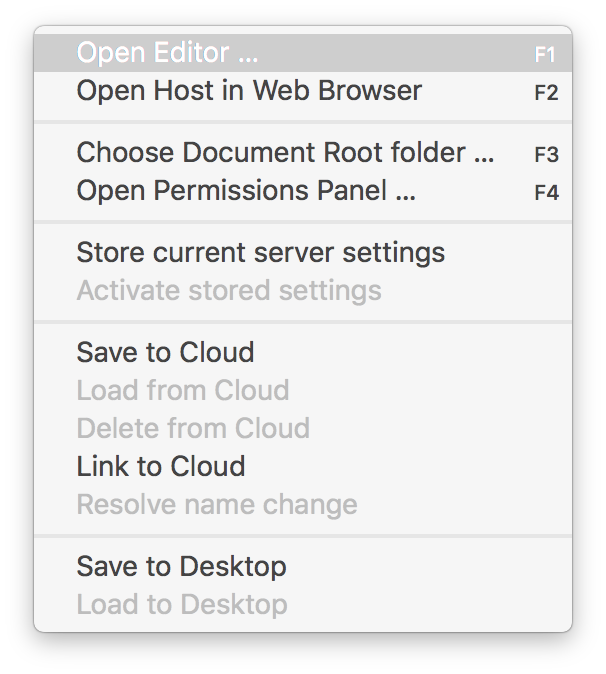 Open Editor ... F1
Open Host in Web Browser F2
Choose Document Root folder ... F3
Open Permissions Panel ... F4
Store current server settings
Activate stored settings
Save to Cloud
Load from Cloud
Delete from Cloud
Link to Cloud
Resolve name change
Save to Desktop
Load to Desktop